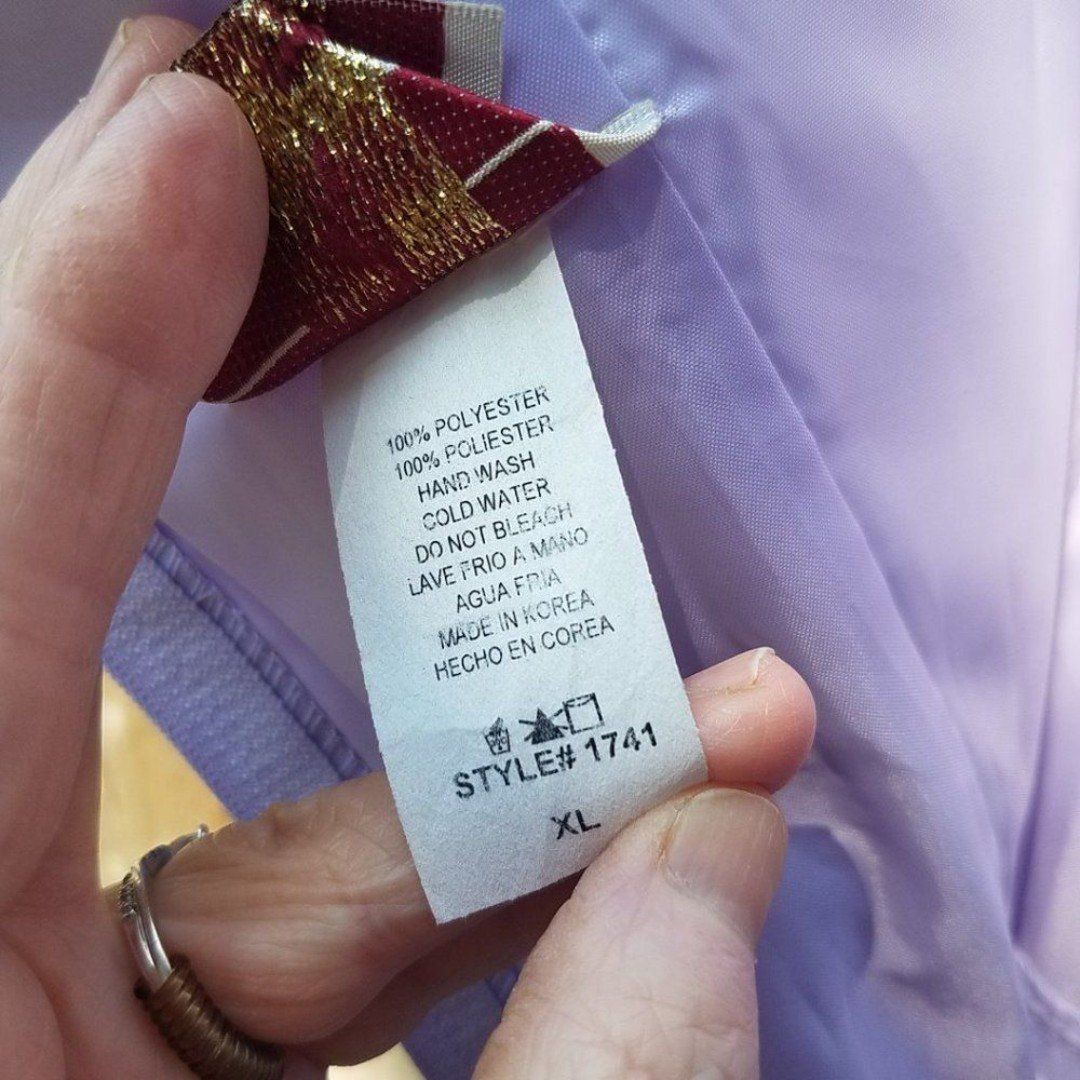 100% POLYESTER
100% POLIESTER
HAND WASH
COLD WATER
DO NOT BLEACH
LAVE FRIO A MANO
AGUA FRIA
MADE IN KOREA
HECHO EN COREA
STYLE# 1741
XL